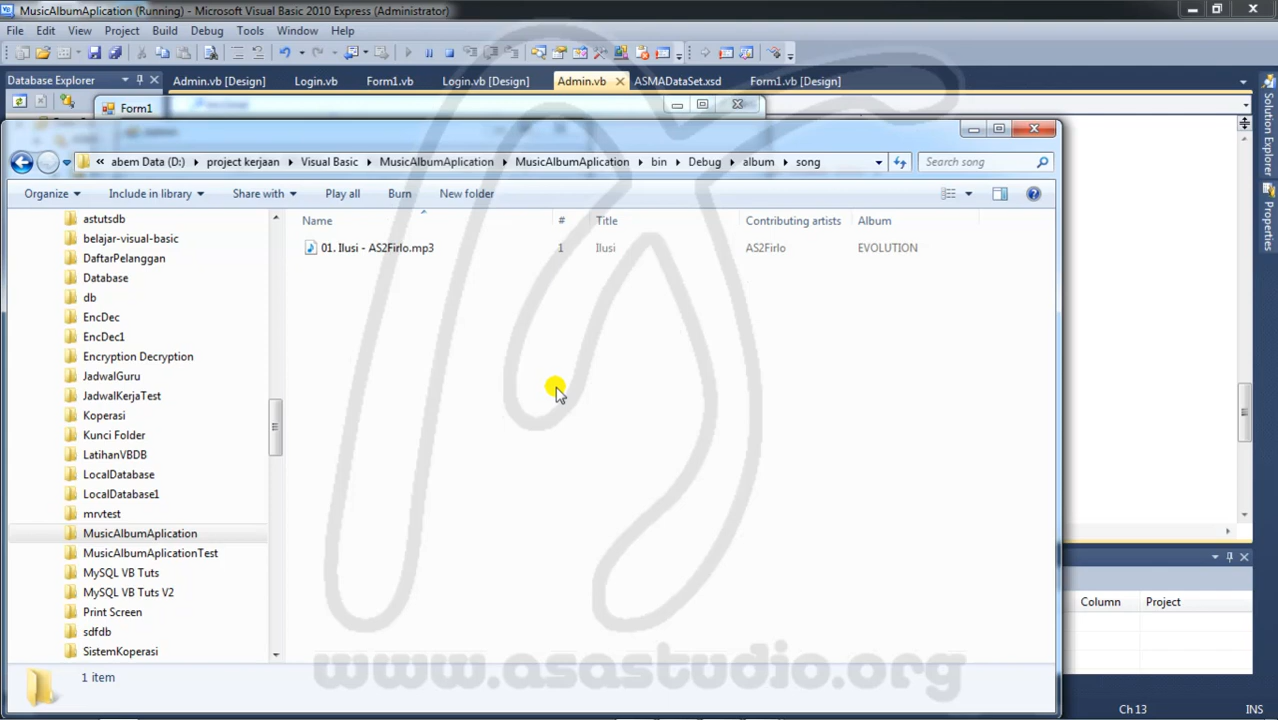 MusicAlbumAplication (Running) - Microsoft Visual Basic 2010 Express (Administrator)
File Edit View Project Build Debug Tools Window Help
Database Explorer
Admin.vb [Design] Login.vb Form1.vb Login.vb [Design] Admin.vb ASMADataSet.xsd Form1.vb [Design]
Form1
« abem Data (D:) project kerjaan Visual Basic MusicAlbumAplication MusicAlbumAplication bin Debug album song
Search song
Organize Include in library Share with Play all Burn New folder
Name # Title Contributing artists Album
01. Ilusi - AS2Firlo.mp3 1 Ilusi AS2Firlo EVOLUTION
astutsdb
belajar-visual-basic
DaftarPelanggan
Database
db
EncDec
EncDec1
Encryption Decryption
JadwalGuru
JadwalKerjaTest
Koperasi
Kunci Folder
LatihanVBDB
LocalDatabase
LocalDatabase1
mrvtest
MusicAlbumAplication
MusicAlbumAplicationTest
MySQL VB Tuts
MySQL VB Tuts V2
Print Screen
sdfdb
SistemKoperasi
1 item
Solution Explorer
Properties
Column Project
Ch 13 INS
www.asastudio.org